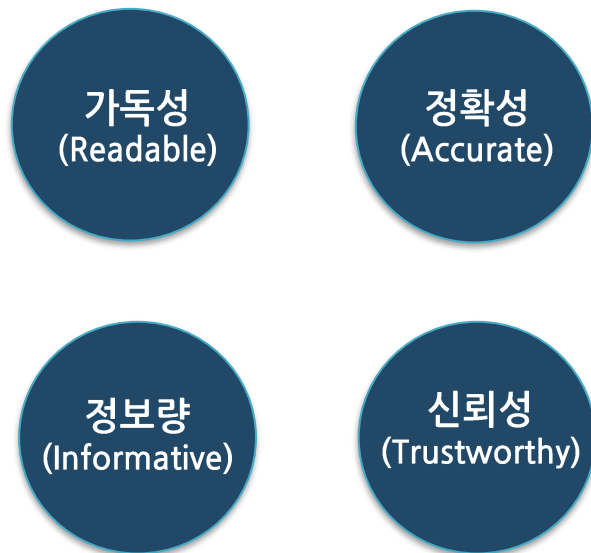 가독성
(Readable)
정확성
(Accurate)
정보량
(Informative)
신뢰성
(Trustworthy)